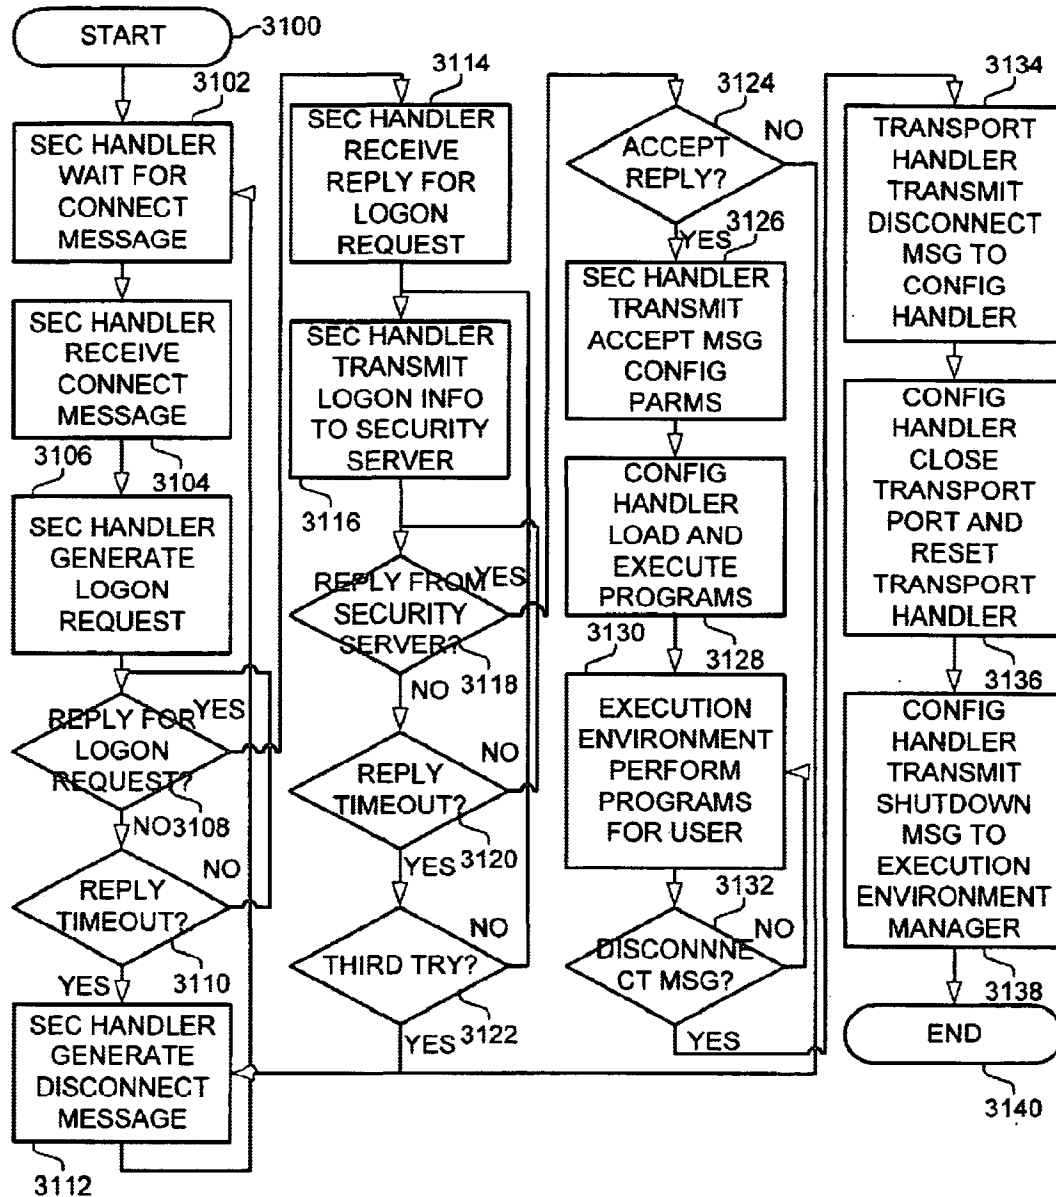 START
3100
3102
SEC HANDLER
WAIT FOR
CONNECT
MESSAGE
SEC HANDLER
RECEIVE
CONNECT
MESSAGE
3104
3106
SEC HANDLER
GENERATE
LOGON
REQUEST
REPLY FOR
LOGON
REQUEST?
YES
NO
3108
REPLY
TIMEOUT?
NO
YES
3110
SEC HANDLER
GENERATE
DISCONNECT
MESSAGE
3112
3114
SEC HANDLER
RECEIVE
REPLY FOR
LOGON
REQUEST
SEC HANDLER
TRANSMIT
LOGON INFO
TO SECURITY
SERVER
3116
REPLY FROM
SECURITY
SERVER?
YES
NO
3118
REPLY
TIMEOUT?
NO
YES
3120
THIRD TRY?
NO
YES
3122
3124
ACCEPT
REPLY?
NO
YES
3126
SEC HANDLER
TRANSMIT
ACCEPT MSG
CONFIG
PARMS
CONFIG
HANDLER
LOAD AND
EXECUTE
PROGRAMS
3128
3130
EXECUTION
ENVIRONMENT
PERFORM
PROGRAMS
FOR USER
3132
DISCONNNE
CT MSG?
NO
YES
3134
TRANSPORT
HANDLER
TRANSMIT
DISCONNECT
MSG TO
CONFIG
HANDLER
CONFIG
HANDLER
CLOSE
TRANSPORT
PORT AND
RESET
TRANSPORT
HANDLER
3136
CONFIG
HANDLER
TRANSMIT
SHUTDOWN
MSG TO
EXECUTION
ENVIRONMENT
MANAGER
3138
END
3140